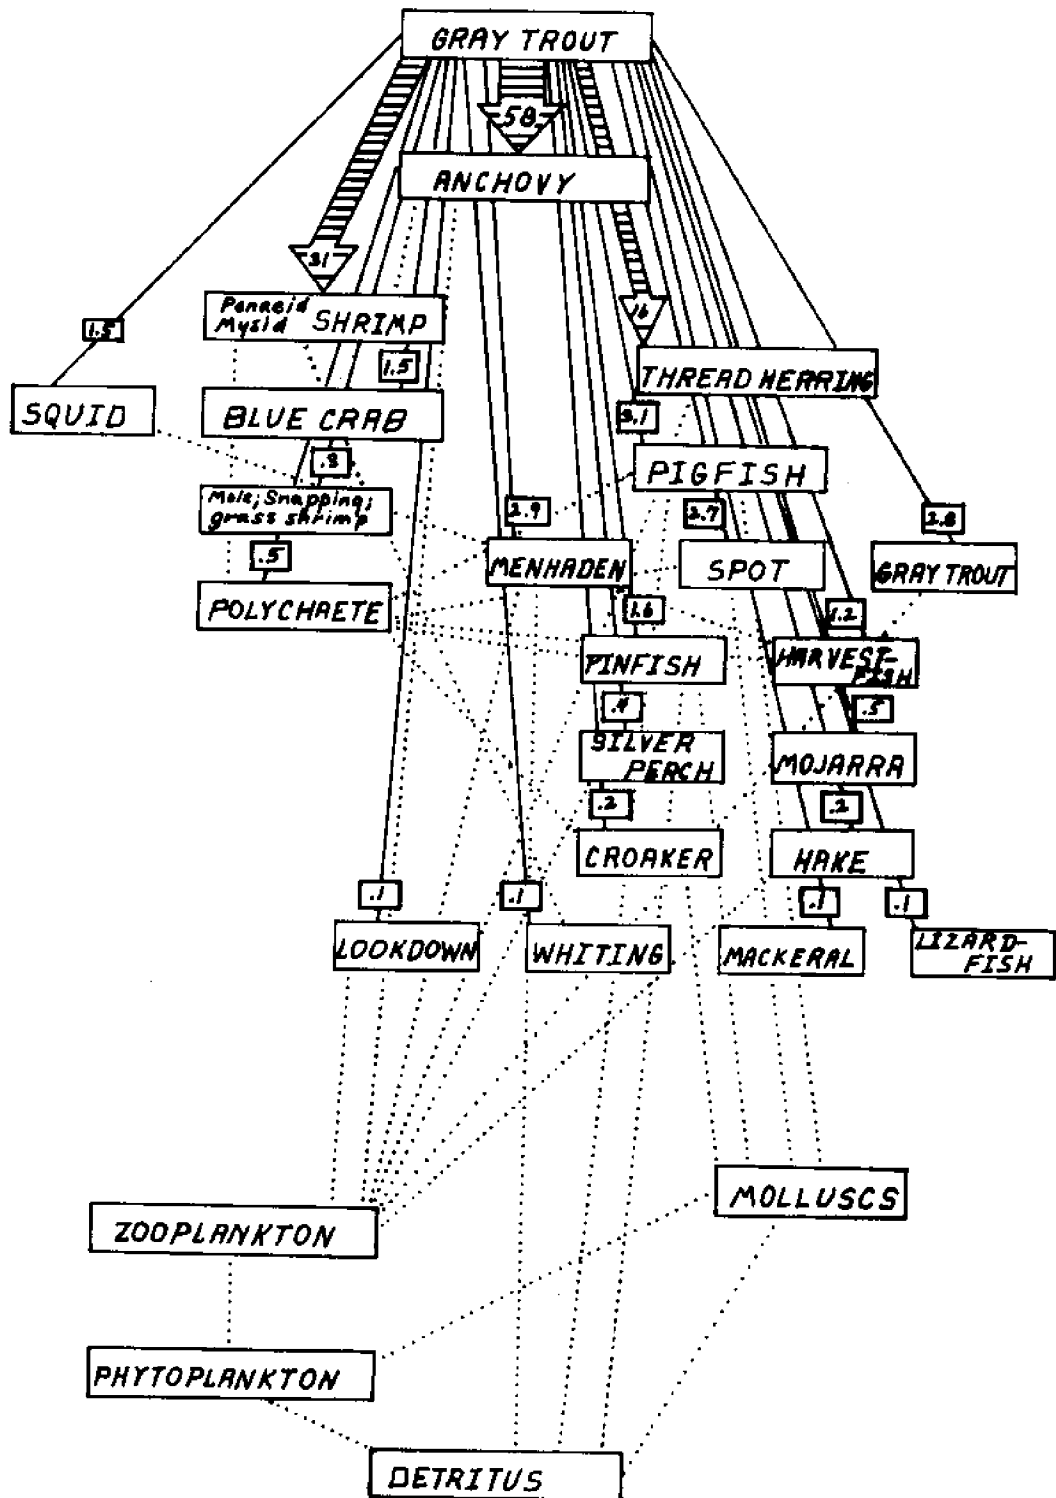 GRAY TROUT
58
ANCHOVY
31
Penaeid
Mysid SHRIMP
16
1.5
1.5
THREAD HERRING
SQUID
BLUE CRAB
3.1
.8
PIGFISH
Mole; Snapping;
grass shrimp
2.9
2.7
2.8
.5
MENHADEN
SPOT
GRAY TROUT
POLYCHAETE
1.6
1.2
PINFISH
HARVEST-
FISH
.4
.5
SILVER
PERCH
MOJARRA
.2
.2
CROAKER
HAKE
.1
.1
.1
.1
LOOKDOWN
WHITING
MACKERAL
LIZARD-
FISH
MOLLUSCS
ZOOPLANKTON
PHYTOPLANKTON
DETRITUS